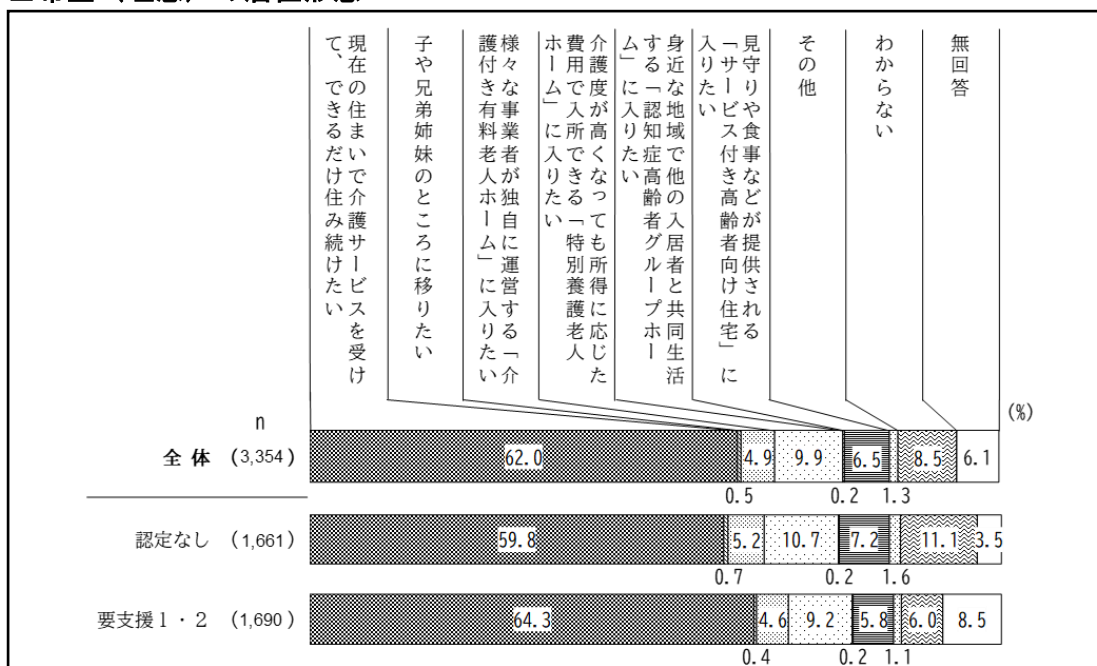 現在の住まいで介護サービスを受け
て、できるだけ住み続けたい
子や兄弟姉妹のところに移りたい
様々な事業者が独自に運営する「介
護付き有料老人ホーム」に入りたい
介護度が高くなっても所得に応じた
費用で入所できる「特別養護老人
ホーム」に入りたい
身近な地域で他の入居者と共同生活
する「認知症高齢者グループホー
ム」に入りたい
見守りや食事などが提供される
「サービス付き高齢者向け住宅」に
入りたい
その他
わからない
無回答
(%)
n
全体 (3,354)
62.0 4.9 9.9 6.5 8.5 6.1
0.5 0.2 1.3
認定なし (1,661)
59.8 5.2 10.7 7.2 11.1 3.5
0.7 0.2 1.6
要支援1・2 (1,690)
64.3 4.6 9.2 5.8 6.0 8.5
0.4 0.2 1.1